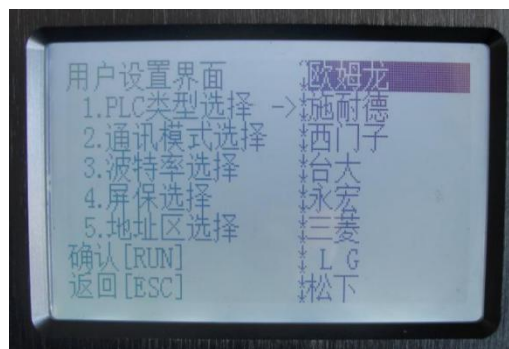 用户设置界面
1.PLC类型选择 ->
2.通讯模式选择
3.波特率选择
4.屏保选择
5.地址区选择
确认[RUN]
返回[ESC]
欧姆龙
施耐德
西门子
台大
永宏
三菱
L G
松下